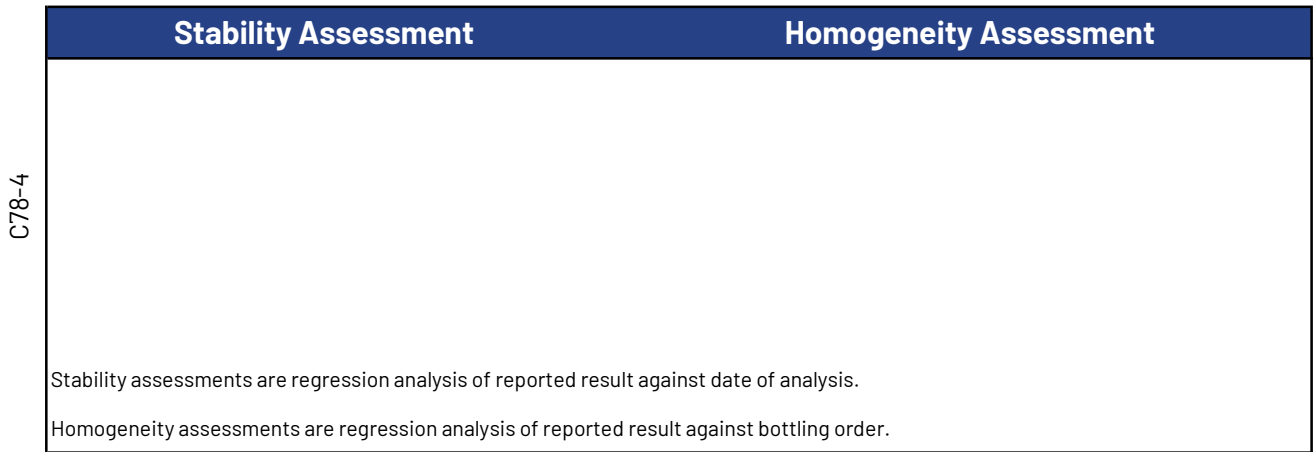 Stability Assessment Homogeneity Assessment
C78-4
Stability assessments are regression analysis of reported result against date of analysis.
Homogeneity assessments are regression analysis of reported result against bottling order.